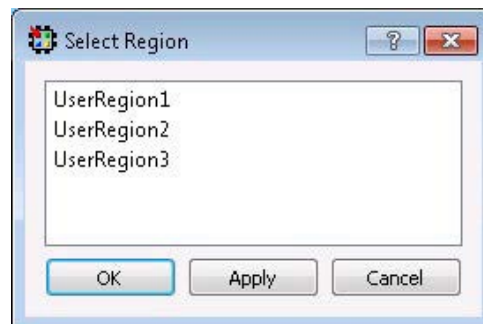 Select Region
?
UserRegion1
UserRegion2
UserRegion3
OK Apply Cancel